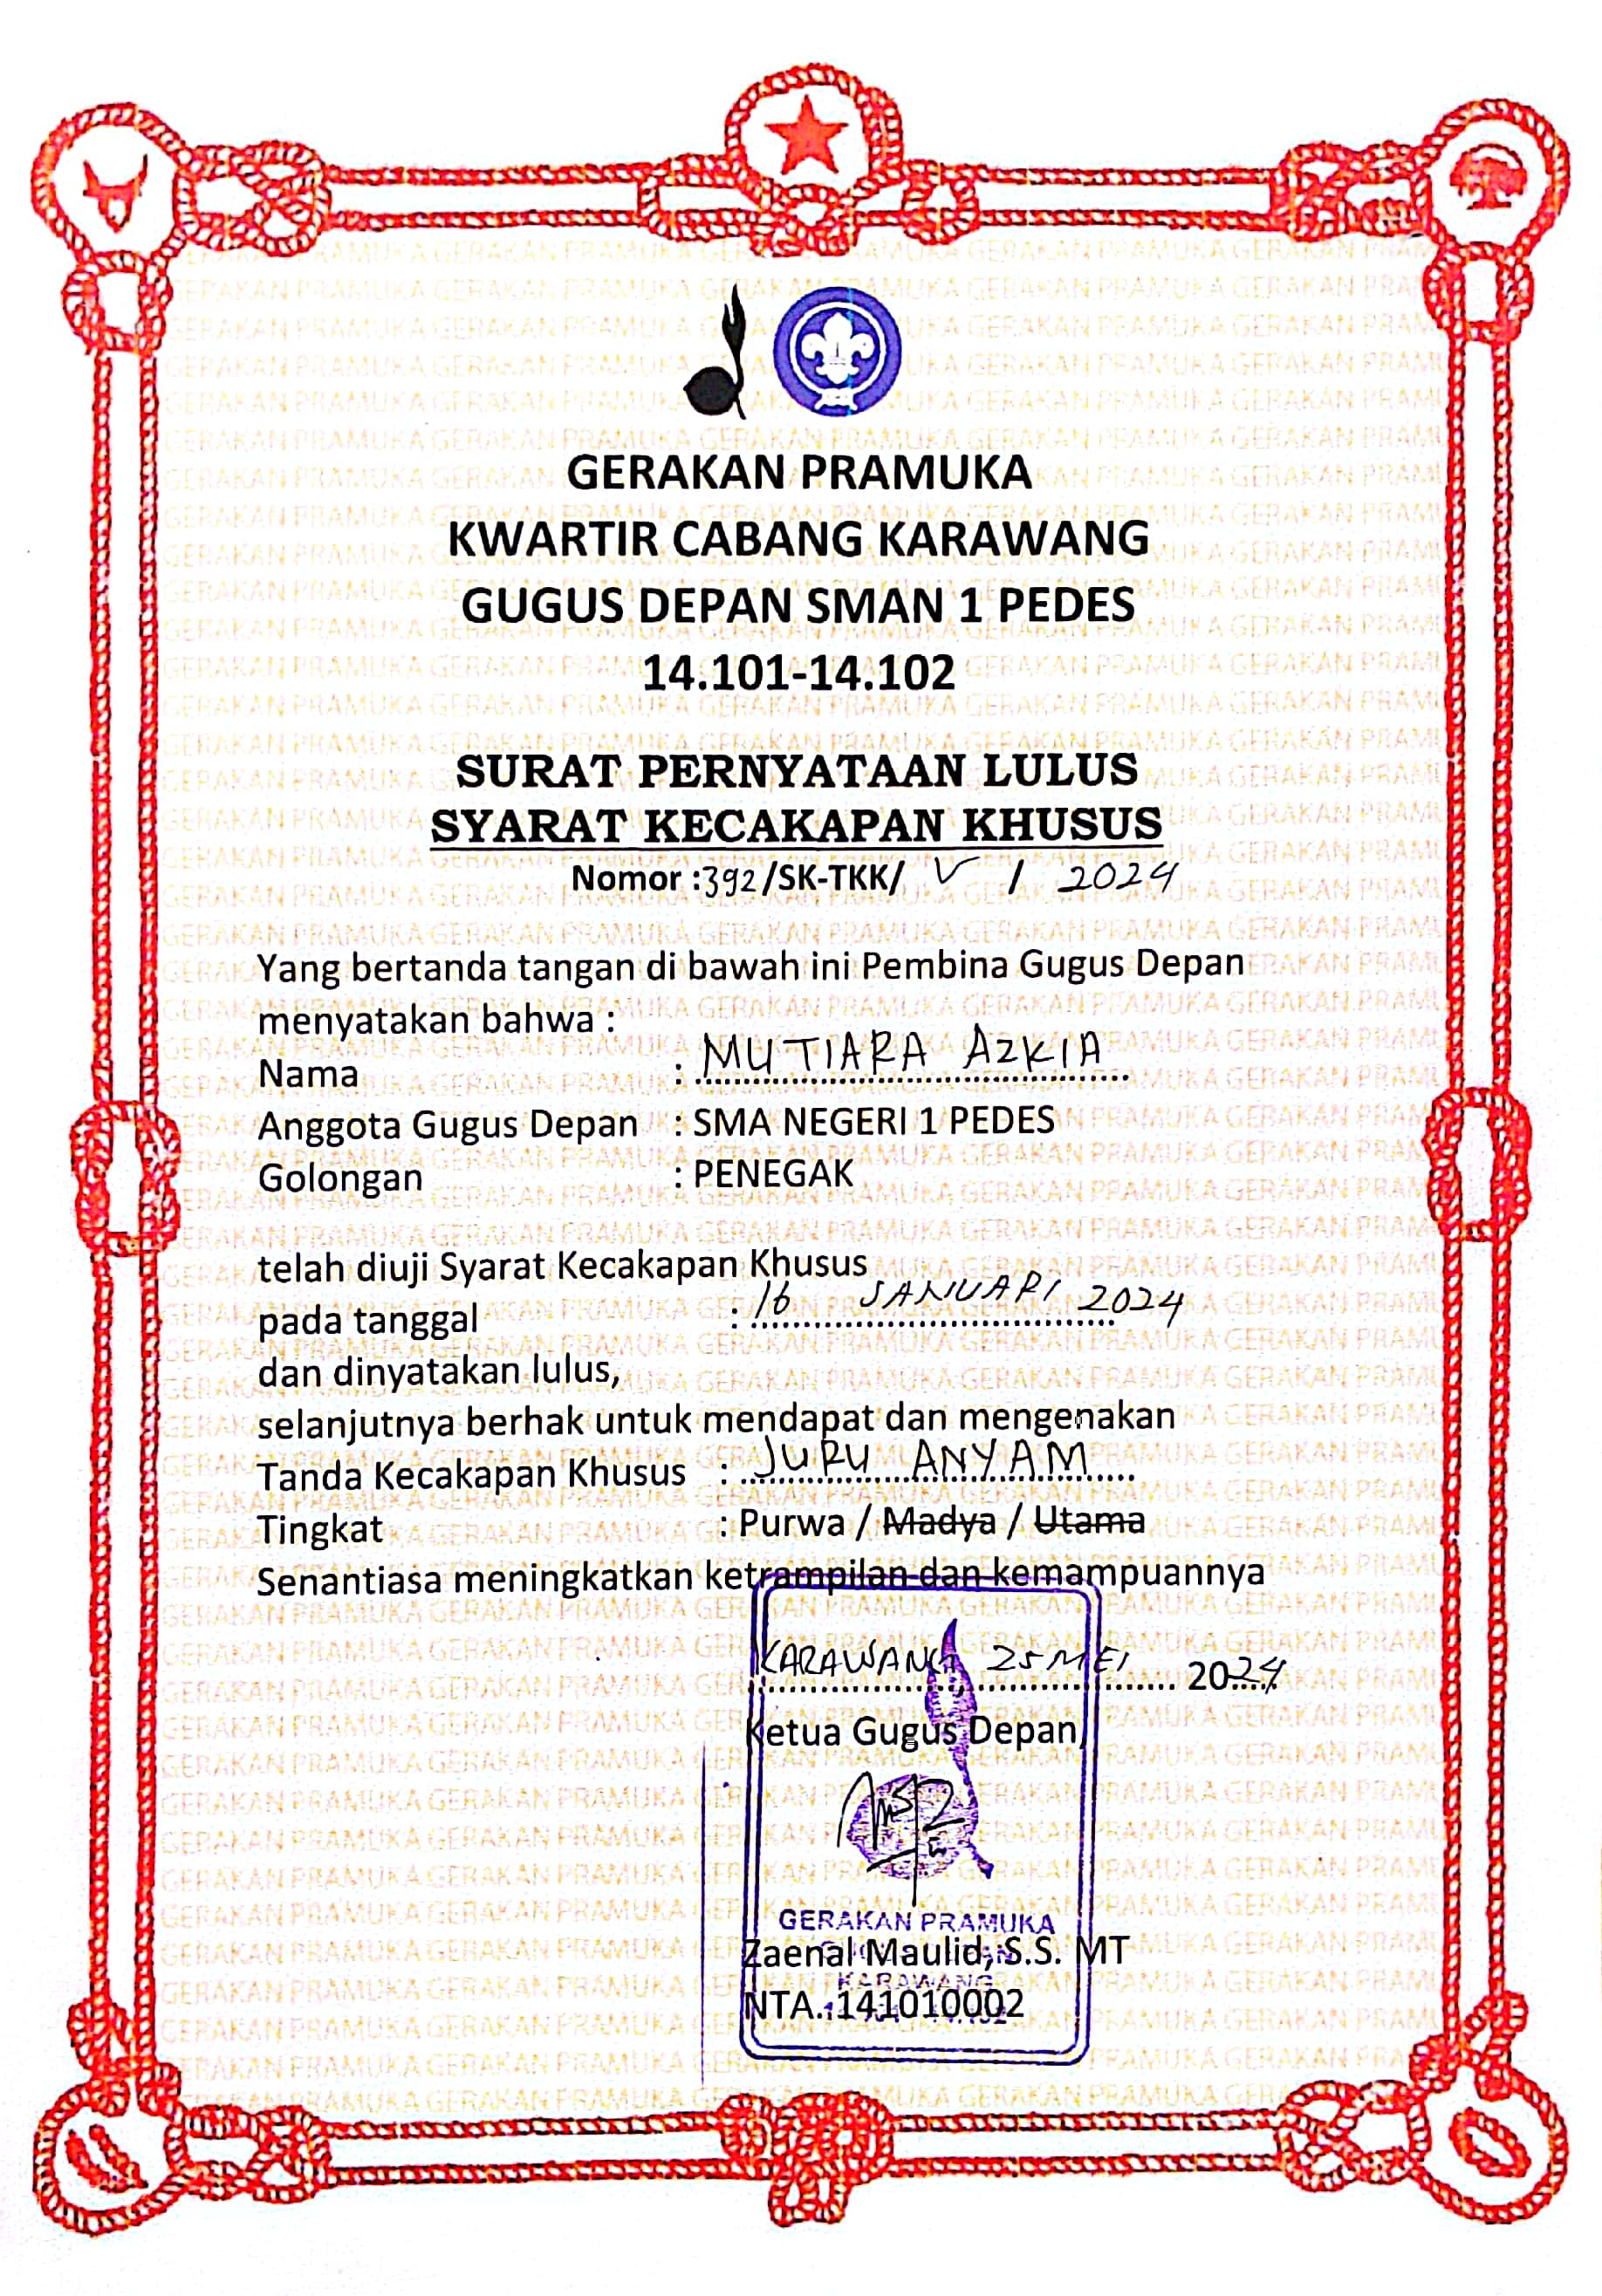 GERAKAN PRAMUKA
KWARTIR CABANG KARAWANG
GUGUS DEPAN SMAN 1 PEDES
14.101-14.102
SURAT PERNYATAAN LULUS
SYARAT KECAKAPAN KHUSUS
Nomor :392/SK-TKK/ V / 2024
Yang bertanda tangan di bawah ini Pembina Gugus Depan
menyatakan bahwa :
Nama : MUTIARA AZKIA
Anggota Gugus Depan : SMA NEGERI 1 PEDES
Golongan : PENEGAK
telah diuji Syarat Kecakapan Khusus
pada tanggal : 16 JANUARI 2024
dan dinyatakan lulus,
selanjutnya berhak untuk mendapat dan mengenakan
Tanda Kecakapan Khusus : JURU ANYAM
Tingkat : Purwa / Madya / Utama
Senantiasa meningkatkan ketrampilan dan kemampuannya
KARAWANG, 25 MEI 2024
Ketua Gugus Depan
GERAKAN PRAMUKA
Zaenal Maulid, S.S. MT
KARAWANG
NTA. 141010002